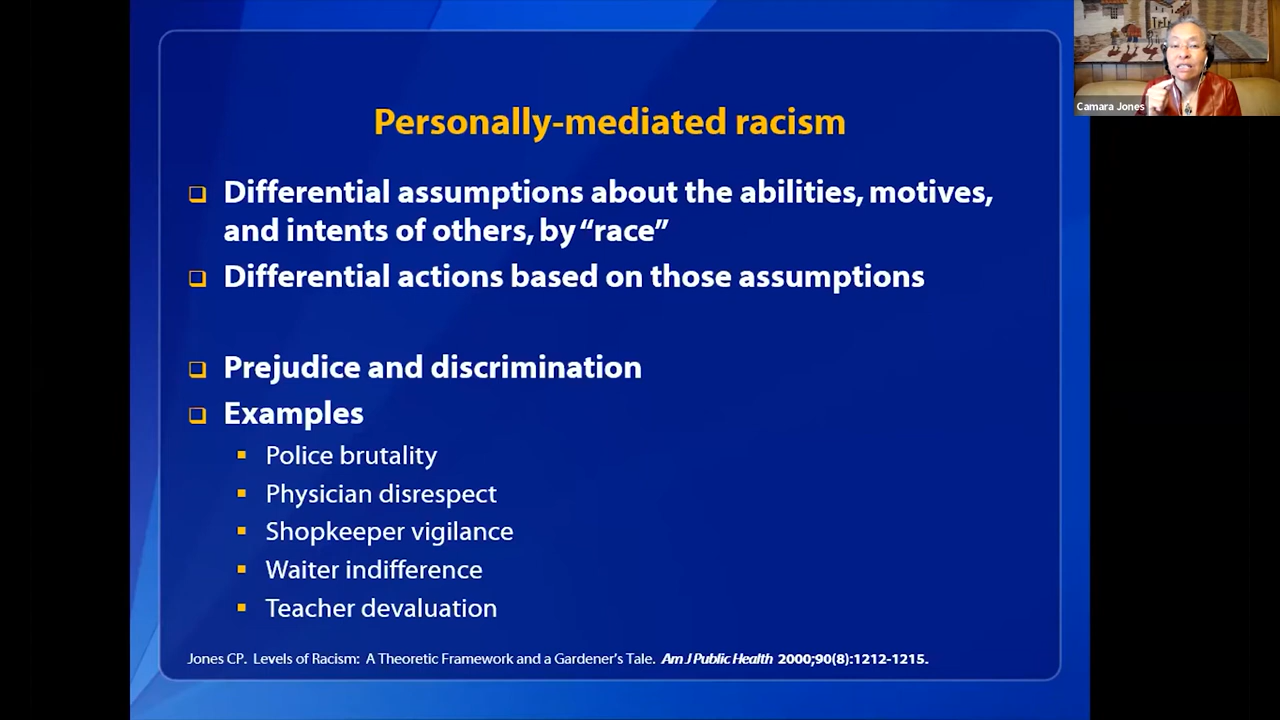 Camara Jones
Personally-mediated racism
Differential assumptions about the abilities, motives,
and intents of others, by “race”
Differential actions based on those assumptions
Prejudice and discrimination
Examples
Police brutality
Physician disrespect
Shopkeeper vigilance
Waiter indifference
Teacher devaluation
Jones CP. Levels of Racism: A Theoretic Framework and a Gardener’s Tale. Am J Public Health 2000;90(8):1212-1215.